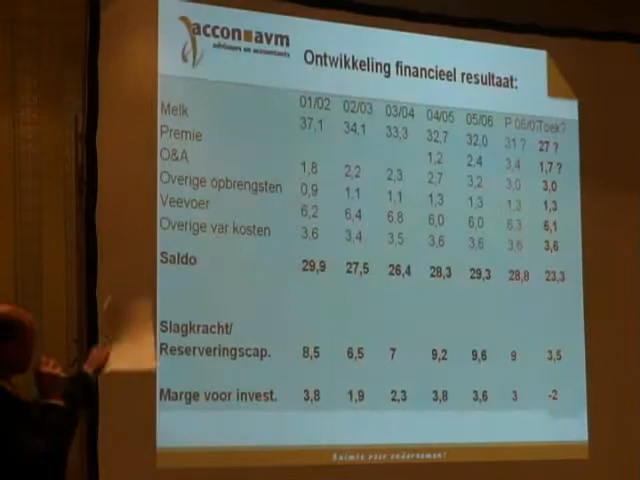 accon■avm
adviseurs en accountants
Ontwikkeling financieel resultaat:
01/02 02/03 03/04 04/05 05/06 P 06/07 Toek?
Melk 37,1 34,1 33,3 32,7 32,0 31 ? 27 ?
Premie 1,2 2,4 3,4 1,7 ?
O&A 1,8 2,2 2,3 2,7 3,2 3,0 3,0
Overige opbrengsten 0,9 1,1 1,1 1,3 1,3 1,3 1,3
Veevoer 6,2 6,4 6,8 6,0 6,0 6,3 6,1
Overige var kosten 3,6 3,4 3,5 3,6 3,6 3,6 3,6
Saldo 29,9 27,5 26,4 28,3 29,3 28,8 23,3
Slagkracht/
Reserveringscap. 8,5 6,5 7 9,2 9,6 9 3,5
Marge voor invest. 3,8 1,9 2,3 3,8 3,6 3 -2
Ruimte voor ondernemen!